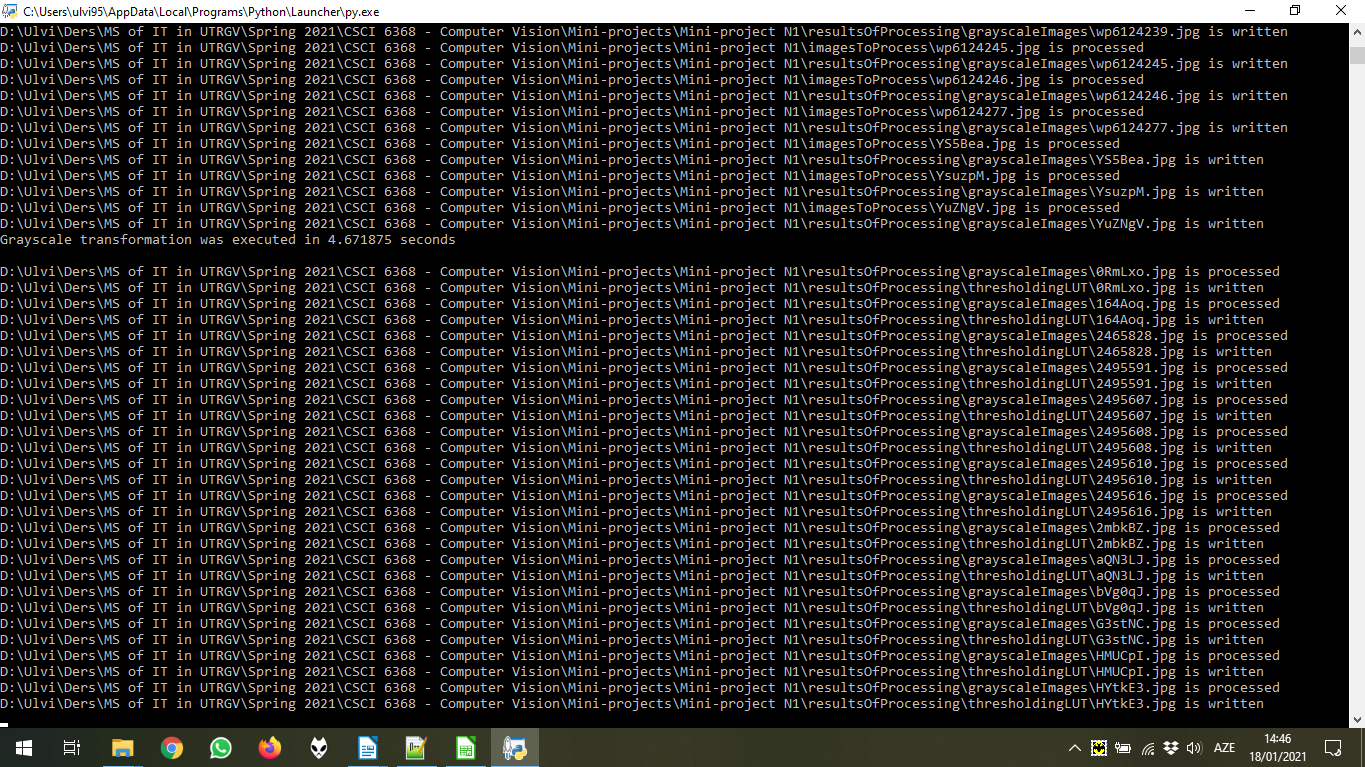 C:\Users\ulvi95\AppData\Local\Programs\Python\Launcher\py.exe
D:\Ulvi\Ders\MS of IT in UTRGV\Spring 2021\CSCI 6368 - Computer Vision\Mini-projects\Mini-project N1\resultsOfProcessing\grayscaleImages\wp6124239.jpg is written
D:\Ulvi\Ders\MS of IT in UTRGV\Spring 2021\CSCI 6368 - Computer Vision\Mini-projects\Mini-project N1\imagesToProcess\wp6124245.jpg is processed
D:\Ulvi\Ders\MS of IT in UTRGV\Spring 2021\CSCI 6368 - Computer Vision\Mini-projects\Mini-project N1\resultsOfProcessing\grayscaleImages\wp6124245.jpg is written
D:\Ulvi\Ders\MS of IT in UTRGV\Spring 2021\CSCI 6368 - Computer Vision\Mini-projects\Mini-project N1\imagesToProcess\wp6124246.jpg is processed
D:\Ulvi\Ders\MS of IT in UTRGV\Spring 2021\CSCI 6368 - Computer Vision\Mini-projects\Mini-project N1\resultsOfProcessing\grayscaleImages\wp6124246.jpg is written
D:\Ulvi\Ders\MS of IT in UTRGV\Spring 2021\CSCI 6368 - Computer Vision\Mini-projects\Mini-project N1\imagesToProcess\wp6124277.jpg is processed
D:\Ulvi\Ders\MS of IT in UTRGV\Spring 2021\CSCI 6368 - Computer Vision\Mini-projects\Mini-project N1\resultsOfProcessing\grayscaleImages\wp6124277.jpg is written
D:\Ulvi\Ders\MS of IT in UTRGV\Spring 2021\CSCI 6368 - Computer Vision\Mini-projects\Mini-project N1\imagesToProcess\YS5Bea.jpg is processed
D:\Ulvi\Ders\MS of IT in UTRGV\Spring 2021\CSCI 6368 - Computer Vision\Mini-projects\Mini-project N1\resultsOfProcessing\grayscaleImages\YS5Bea.jpg is written
D:\Ulvi\Ders\MS of IT in UTRGV\Spring 2021\CSCI 6368 - Computer Vision\Mini-projects\Mini-project N1\imagesToProcess\YsuzpM.jpg is processed
D:\Ulvi\Ders\MS of IT in UTRGV\Spring 2021\CSCI 6368 - Computer Vision\Mini-projects\Mini-project N1\resultsOfProcessing\grayscaleImages\YsuzpM.jpg is written
D:\Ulvi\Ders\MS of IT in UTRGV\Spring 2021\CSCI 6368 - Computer Vision\Mini-projects\Mini-project N1\imagesToProcess\YuZNgV.jpg is processed
D:\Ulvi\Ders\MS of IT in UTRGV\Spring 2021\CSCI 6368 - Computer Vision\Mini-projects\Mini-project N1\resultsOfProcessing\grayscaleImages\YuZNgV.jpg is written
Grayscale transformation was executed in 4.671875 seconds
D:\Ulvi\Ders\MS of IT in UTRGV\Spring 2021\CSCI 6368 - Computer Vision\Mini-projects\Mini-project N1\resultsOfProcessing\grayscaleImages\0RmLxo.jpg is processed
D:\Ulvi\Ders\MS of IT in UTRGV\Spring 2021\CSCI 6368 - Computer Vision\Mini-projects\Mini-project N1\resultsOfProcessing\thresholdingLUT\0RmLxo.jpg is written
D:\Ulvi\Ders\MS of IT in UTRGV\Spring 2021\CSCI 6368 - Computer Vision\Mini-projects\Mini-project N1\resultsOfProcessing\grayscaleImages\164Aoq.jpg is processed
D:\Ulvi\Ders\MS of IT in UTRGV\Spring 2021\CSCI 6368 - Computer Vision\Mini-projects\Mini-project N1\resultsOfProcessing\thresholdingLUT\164Aoq.jpg is written
D:\Ulvi\Ders\MS of IT in UTRGV\Spring 2021\CSCI 6368 - Computer Vision\Mini-projects\Mini-project N1\resultsOfProcessing\grayscaleImages\2465828.jpg is processed
D:\Ulvi\Ders\MS of IT in UTRGV\Spring 2021\CSCI 6368 - Computer Vision\Mini-projects\Mini-project N1\resultsOfProcessing\thresholdingLUT\2465828.jpg is written
D:\Ulvi\Ders\MS of IT in UTRGV\Spring 2021\CSCI 6368 - Computer Vision\Mini-projects\Mini-project N1\resultsOfProcessing\grayscaleImages\2495591.jpg is processed
D:\Ulvi\Ders\MS of IT in UTRGV\Spring 2021\CSCI 6368 - Computer Vision\Mini-projects\Mini-project N1\resultsOfProcessing\thresholdingLUT\2495591.jpg is written
D:\Ulvi\Ders\MS of IT in UTRGV\Spring 2021\CSCI 6368 - Computer Vision\Mini-projects\Mini-project N1\resultsOfProcessing\grayscaleImages\2495607.jpg is processed
D:\Ulvi\Ders\MS of IT in UTRGV\Spring 2021\CSCI 6368 - Computer Vision\Mini-projects\Mini-project N1\resultsOfProcessing\thresholdingLUT\2495607.jpg is written
D:\Ulvi\Ders\MS of IT in UTRGV\Spring 2021\CSCI 6368 - Computer Vision\Mini-projects\Mini-project N1\resultsOfProcessing\grayscaleImages\2495608.jpg is processed
D:\Ulvi\Ders\MS of IT in UTRGV\Spring 2021\CSCI 6368 - Computer Vision\Mini-projects\Mini-project N1\resultsOfProcessing\thresholdingLUT\2495608.jpg is written
D:\Ulvi\Ders\MS of IT in UTRGV\Spring 2021\CSCI 6368 - Computer Vision\Mini-projects\Mini-project N1\resultsOfProcessing\grayscaleImages\2495610.jpg is processed
D:\Ulvi\Ders\MS of IT in UTRGV\Spring 2021\CSCI 6368 - Computer Vision\Mini-projects\Mini-project N1\resultsOfProcessing\thresholdingLUT\2495610.jpg is written
D:\Ulvi\Ders\MS of IT in UTRGV\Spring 2021\CSCI 6368 - Computer Vision\Mini-projects\Mini-project N1\resultsOfProcessing\grayscaleImages\2495616.jpg is processed
D:\Ulvi\Ders\MS of IT in UTRGV\Spring 2021\CSCI 6368 - Computer Vision\Mini-projects\Mini-project N1\resultsOfProcessing\thresholdingLUT\2495616.jpg is written
D:\Ulvi\Ders\MS of IT in UTRGV\Spring 2021\CSCI 6368 - Computer Vision\Mini-projects\Mini-project N1\resultsOfProcessing\grayscaleImages\2mbkBZ.jpg is processed
D:\Ulvi\Ders\MS of IT in UTRGV\Spring 2021\CSCI 6368 - Computer Vision\Mini-projects\Mini-project N1\resultsOfProcessing\thresholdingLUT\2mbkBZ.jpg is written
D:\Ulvi\Ders\MS of IT in UTRGV\Spring 2021\CSCI 6368 - Computer Vision\Mini-projects\Mini-project N1\resultsOfProcessing\grayscaleImages\aQN3LJ.jpg is processed
D:\Ulvi\Ders\MS of IT in UTRGV\Spring 2021\CSCI 6368 - Computer Vision\Mini-projects\Mini-project N1\resultsOfProcessing\thresholdingLUT\aQN3LJ.jpg is written
D:\Ulvi\Ders\MS of IT in UTRGV\Spring 2021\CSCI 6368 - Computer Vision\Mini-projects\Mini-project N1\resultsOfProcessing\grayscaleImages\bVg0qJ.jpg is processed
D:\Ulvi\Ders\MS of IT in UTRGV\Spring 2021\CSCI 6368 - Computer Vision\Mini-projects\Mini-project N1\resultsOfProcessing\thresholdingLUT\bVg0qJ.jpg is written
D:\Ulvi\Ders\MS of IT in UTRGV\Spring 2021\CSCI 6368 - Computer Vision\Mini-projects\Mini-project N1\resultsOfProcessing\grayscaleImages\G3stNC.jpg is processed
D:\Ulvi\Ders\MS of IT in UTRGV\Spring 2021\CSCI 6368 - Computer Vision\Mini-projects\Mini-project N1\resultsOfProcessing\thresholdingLUT\G3stNC.jpg is written
D:\Ulvi\Ders\MS of IT in UTRGV\Spring 2021\CSCI 6368 - Computer Vision\Mini-projects\Mini-project N1\resultsOfProcessing\grayscaleImages\HMUCpI.jpg is processed
D:\Ulvi\Ders\MS of IT in UTRGV\Spring 2021\CSCI 6368 - Computer Vision\Mini-projects\Mini-project N1\resultsOfProcessing\thresholdingLUT\HMUCpI.jpg is written
D:\Ulvi\Ders\MS of IT in UTRGV\Spring 2021\CSCI 6368 - Computer Vision\Mini-projects\Mini-project N1\resultsOfProcessing\grayscaleImages\HYtkE3.jpg is processed
D:\Ulvi\Ders\MS of IT in UTRGV\Spring 2021\CSCI 6368 - Computer Vision\Mini-projects\Mini-project N1\resultsOfProcessing\thresholdingLUT\HYtkE3.jpg is written
AZE
14:46
18/01/2021